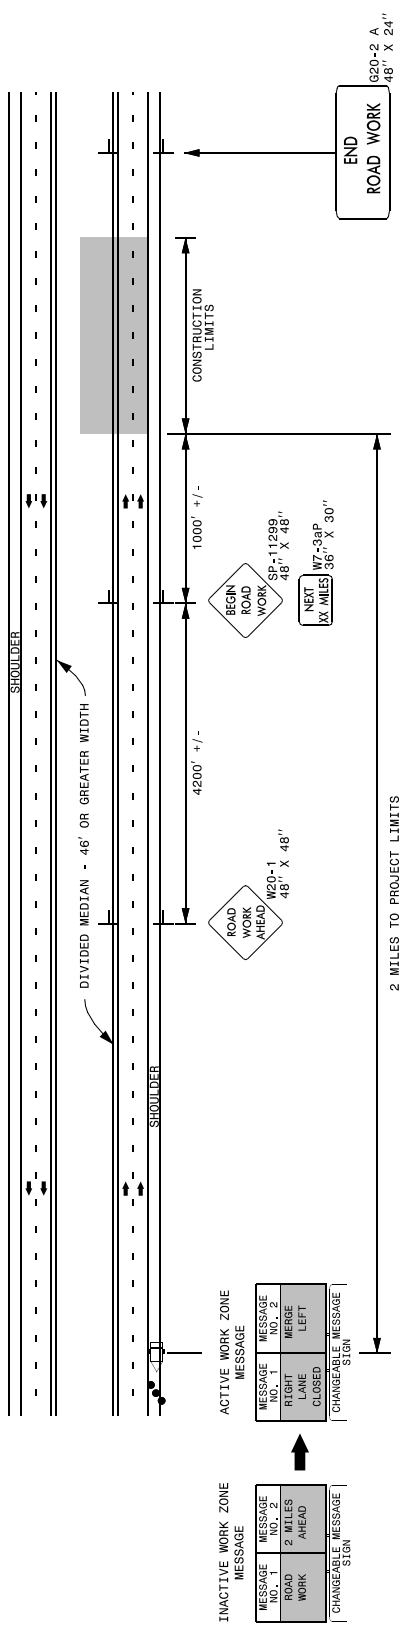 SHOULDER
DIVIDED MEDIAN - 46' OR GREATER WIDTH
SHOULDER
INACTIVE WORK ZONE
MESSAGE
MESSAGE
NO. 1
MESSAGE
NO. 2
ROAD
WORK
2 MILES
AHEAD
CHANGEABLE MESSAGE
SIGN
ACTIVE WORK ZONE
MESSAGE
MESSAGE
NO. 1
MESSAGE
NO. 2
RIGHT
LANE
CLOSED
MERGE
LEFT
CHANGEABLE MESSAGE
SIGN
4200' +/-
1000' +/-
CONSTRUCTION
LIMITS
ROAD
WORK
AHEAD
W20-1
48'' X 48''
BEGIN
ROAD
WORK
SP-11299
48'' X 48''
NEXT
XX MILES
W7-3aP
36'' X 30''
END
ROAD WORK
G20-2 A
48'' X 24''
2 MILES TO PROJECT LIMITS